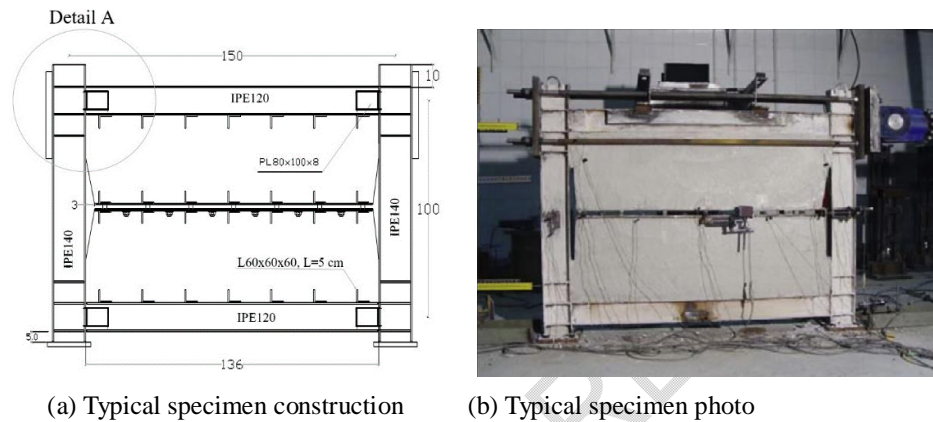 Detail A
150
10
IPE120
PL80×100×8
3
100
IPE140
IPE140
L60x60x60, L=5 cm
IPE120
5.0
136
(a) Typical specimen construction (b) Typical specimen photo